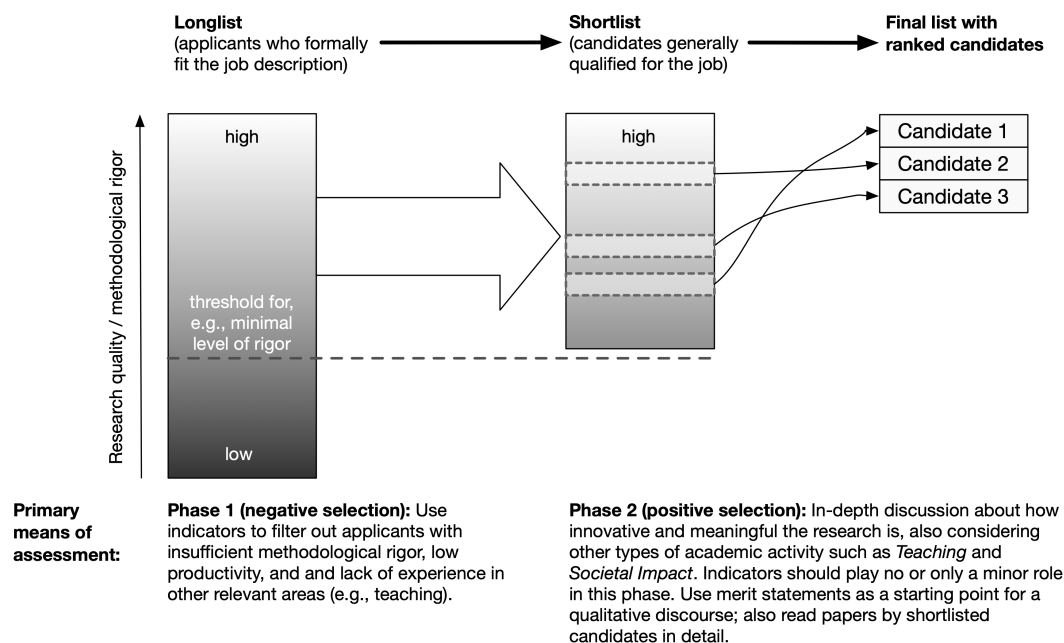 Longlist
(applicants who formally
fit the job description)
Shortlist
(candidates generally
qualified for the job)
Final list with
ranked candidates
Research quality / methodological rigor
high
threshold for,
e.g., minimal
level of rigor
low
high
Candidate 1
Candidate 2
Candidate 3
Primary
means of
assessment:
Phase 1 (negative selection): Use
indicators to filter out applicants with
insufficient methodological rigor, low
productivity, and and lack of experience in
other relevant areas (e.g., teaching).
Phase 2 (positive selection): In-depth discussion about how
innovative and meaningful the research is, also considering
other types of academic activity such as Teaching and
Societal Impact. Indicators should play no or only a minor role
in this phase. Use merit statements as a starting point for a
qualitative discourse; also read papers by shortlisted
candidates in detail.